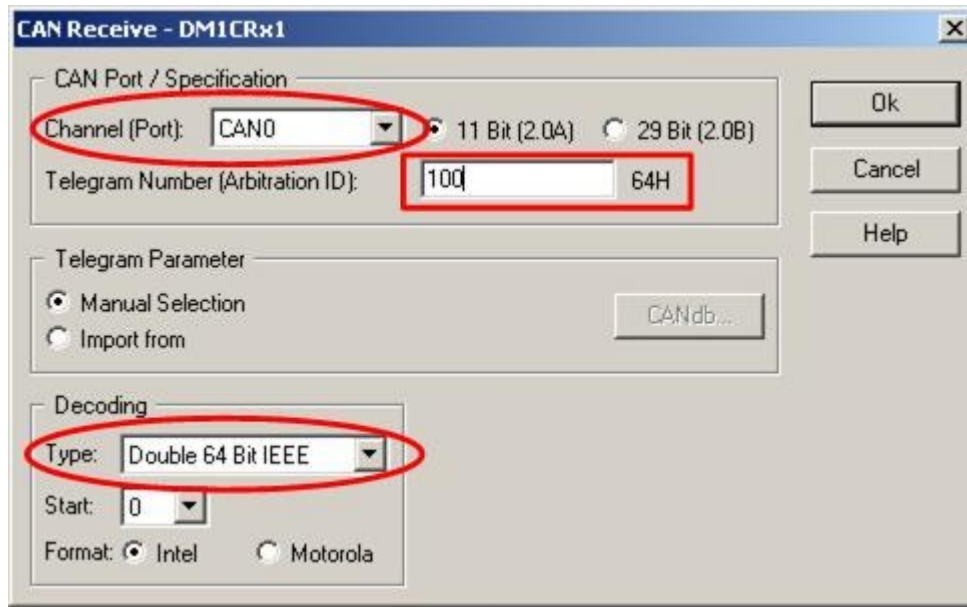 CAN Receive - DM1CRx1
CAN Port / Specification
Channel (Port): CAN0 11 Bit (2.0A) 29 Bit (2.0B)
Telegram Number (Arbitration ID): 100 64H
Ok
Cancel
Help
Telegram Parameter
Manual Selection
Import from
CANdb...
Decoding
Type: Double 64 Bit IEEE
Start: 0
Format: Intel Motorola